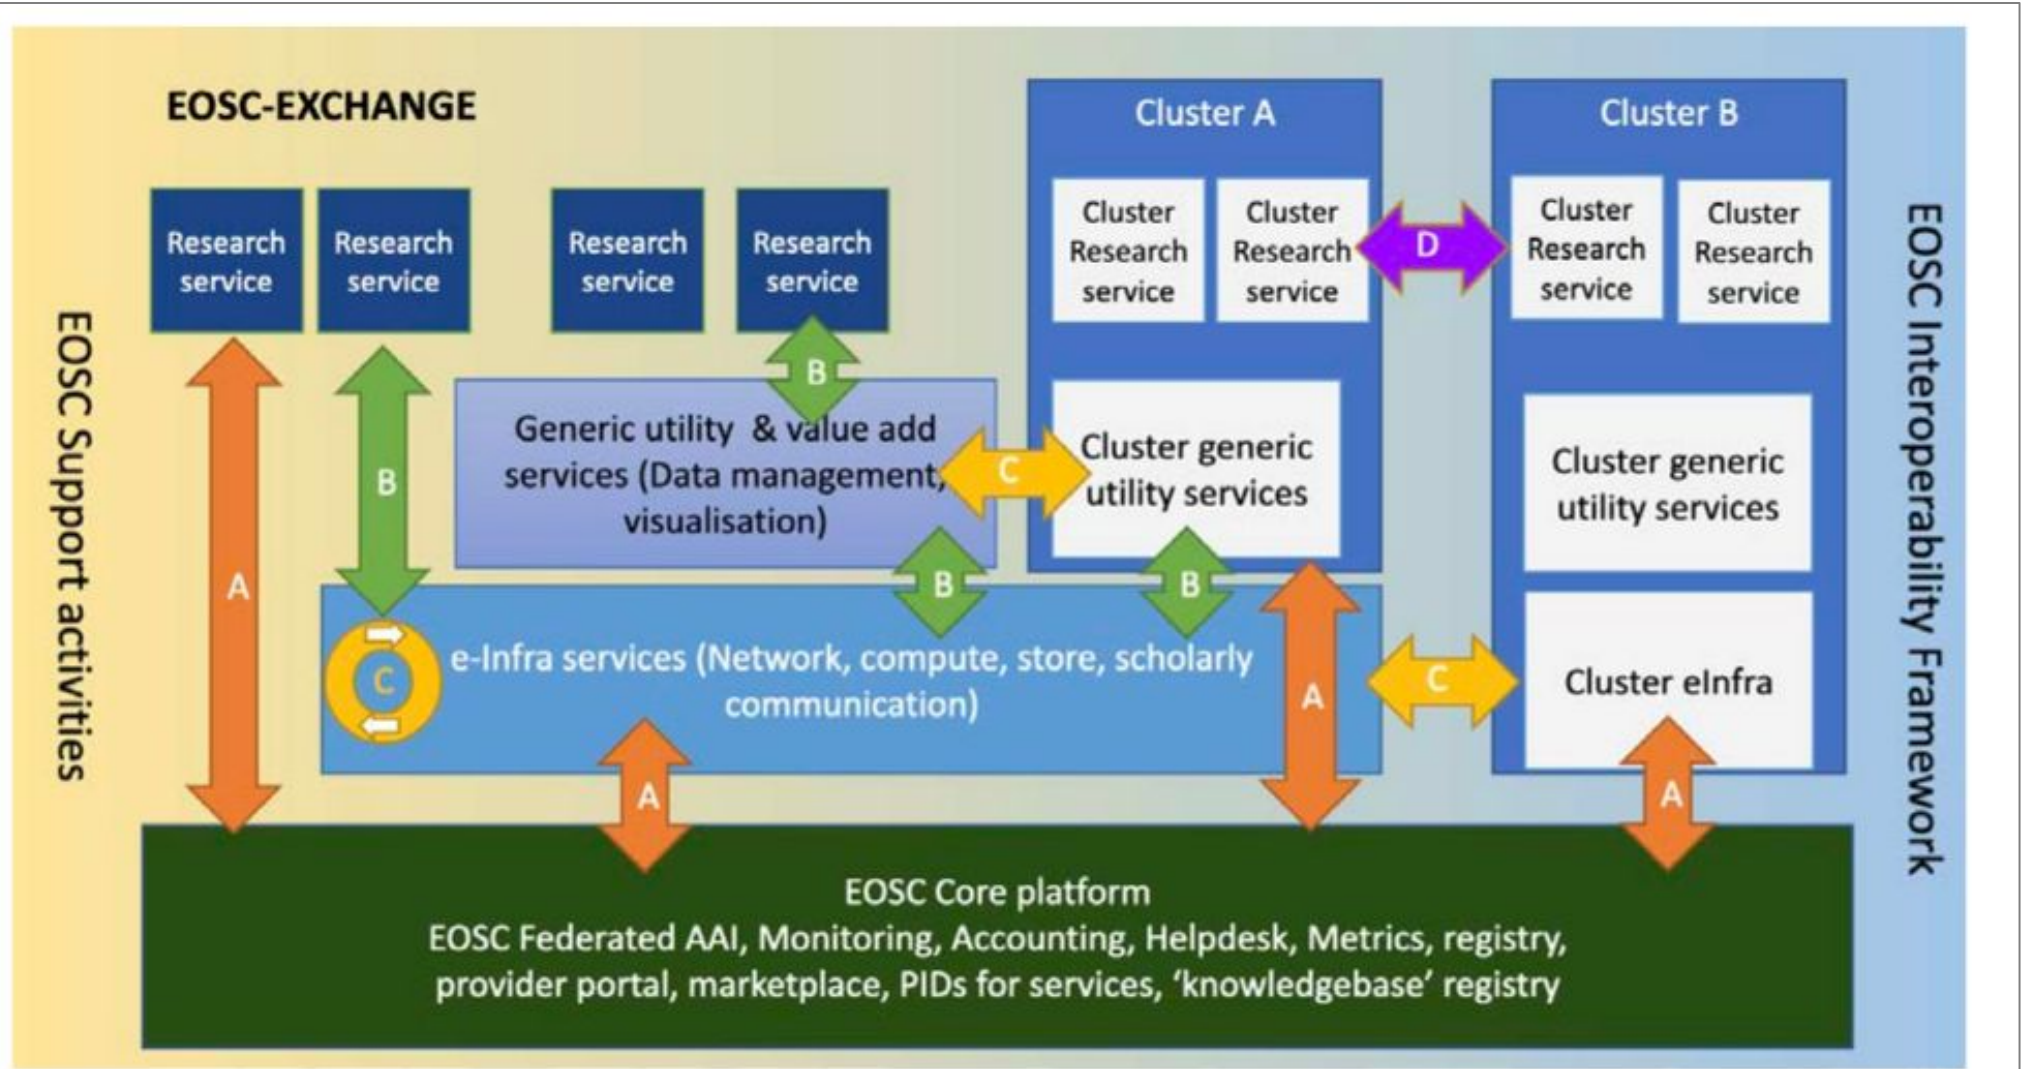 EOSC-EXCHANGE
Cluster A
Cluster B
Research
service
Research
service
Research
service
Research
service
Cluster
Research
service
Cluster
Research
service
D
Cluster
Research
service
Cluster
Research
service
EOSC Support activities
EOSC Interoperability Framework
B
Generic utility & value add
services (Data management,
visualisation)
C
Cluster generic
utility services
Cluster generic
utility services
B
A
B
B
C
e-Infra services (Network, compute, store, scholarly
communication)
A
C
Cluster eInfra
A
A
EOSC Core platform
EOSC Federated AAI, Monitoring, Accounting, Helpdesk, Metrics, registry,
provider portal, marketplace, PIDs for services, ‘knowledgebase’ registry